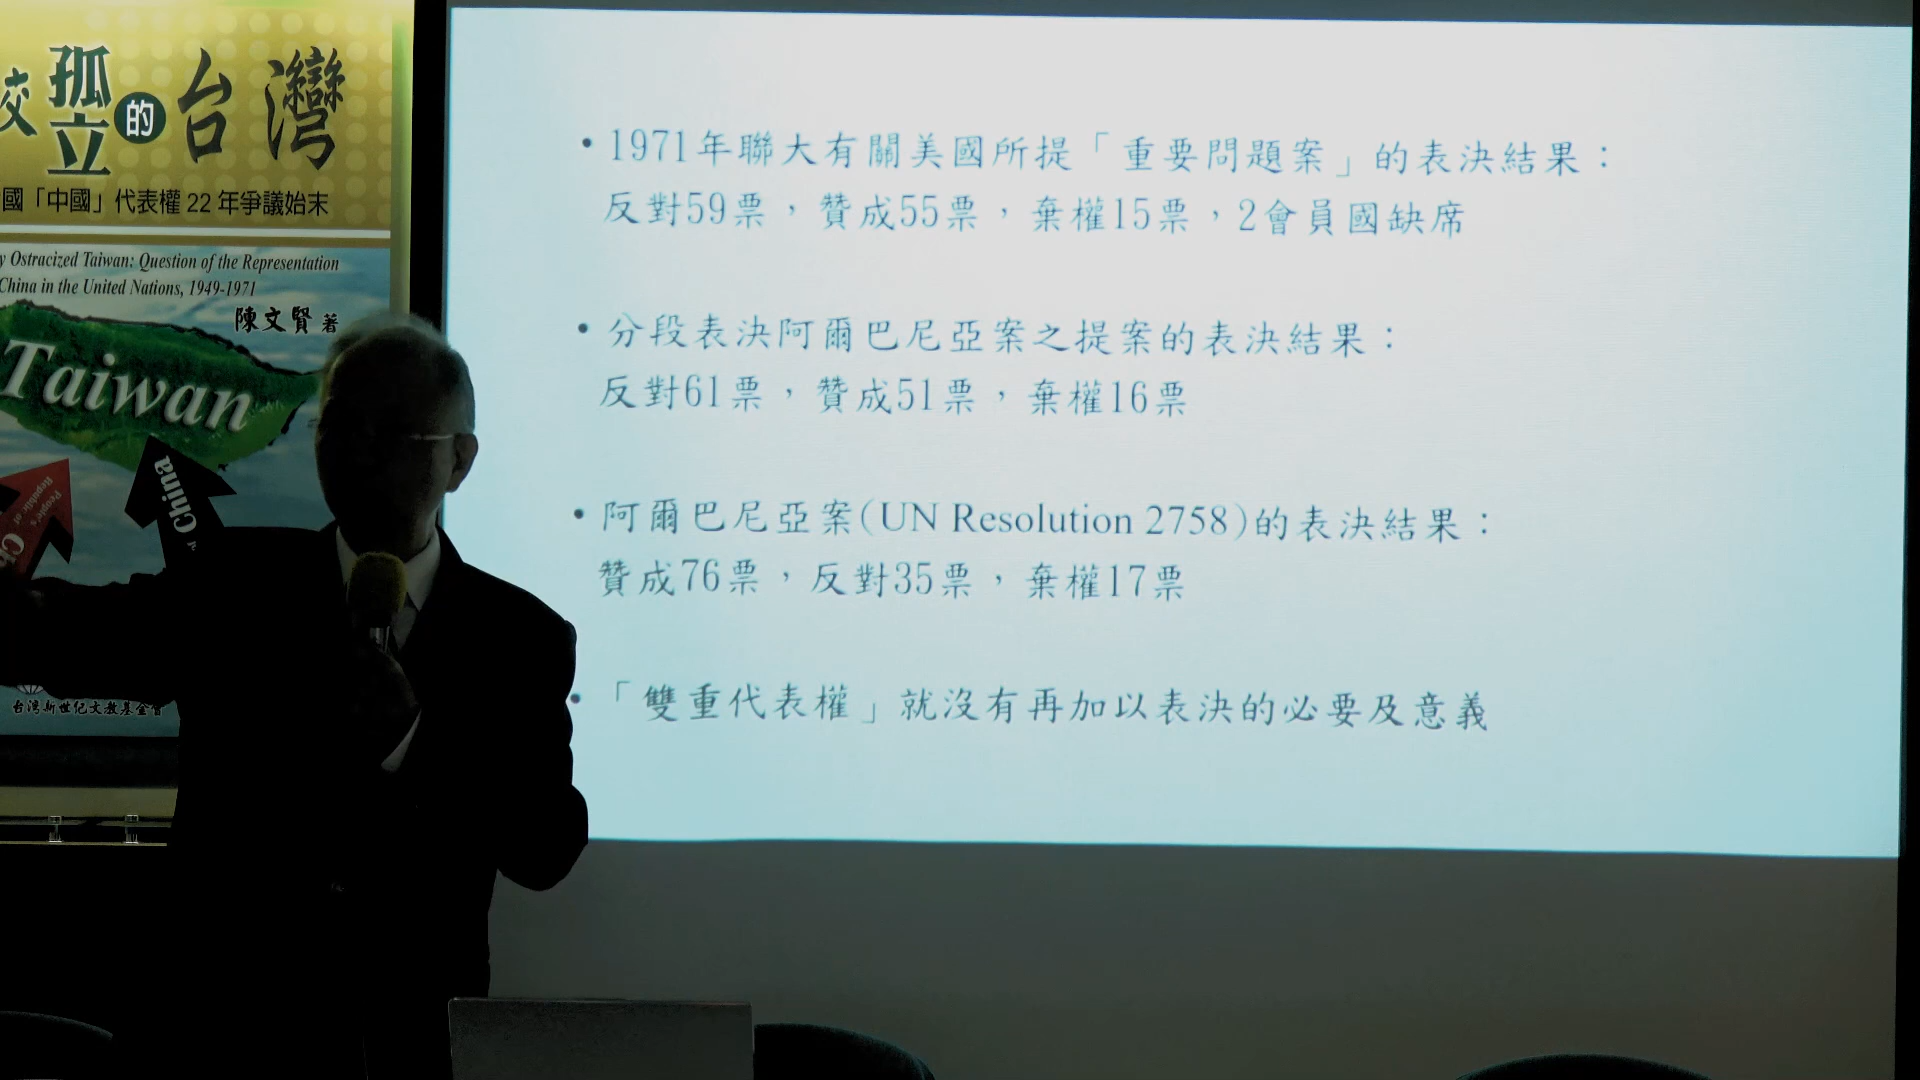 孤立的台灣
國「中國」代表權22年爭議始末
Ostracized Taiwan: Question of the Representation
China in the United Nations, 1949-1971
陳文賢 著
Taiwan
People's
Republic of
China
台灣新世紀文教基金會
• 1971年聯大有關美國所提「重要問題案」的表決結果：
反對59票，贊成55票，棄權15票，2會員國缺席
• 分段表決阿爾巴尼亞案之提案的表決結果：
反對61票，贊成51票，棄權16票
• 阿爾巴尼亞案(UN Resolution 2758)的表決結果：
贊成76票，反對35票，棄權17票
• 「雙重代表權」就沒有再加以表決的必要及意義